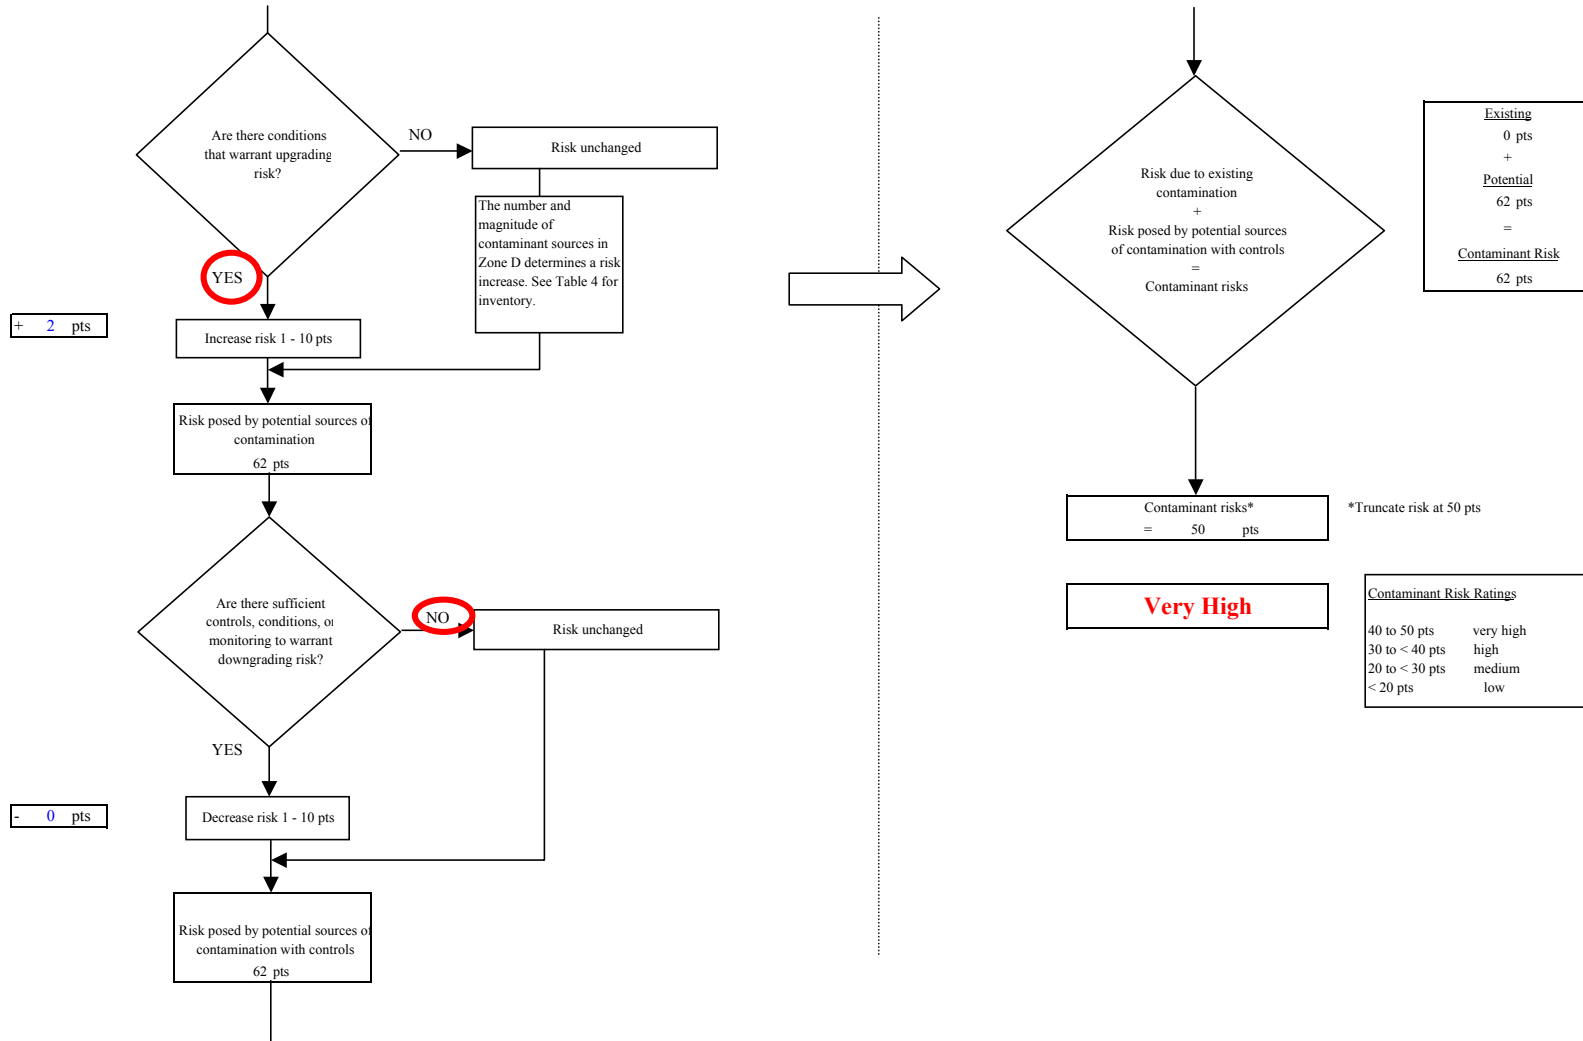 Are there conditions
that warrant upgrading
risk?
NO
Risk unchanged
The number and
magnitude of
contaminant sources in
Zone D determines a risk
increase. See Table 4 for
inventory.
YES
+ 2 pts
Increase risk 1 - 10 pts
Risk posed by potential sources of
contamination
62 pts
Are there sufficient
controls, conditions, or
monitoring to warrant
downgrading risk?
NO
Risk unchanged
YES
- 0 pts
Decrease risk 1 - 10 pts
Risk posed by potential sources of
contamination with controls
62 pts
Risk due to existing
contamination
+
Risk posed by potential sources
of contamination with controls
=
Contaminant risks
Existing
0 pts
+
Potential
62 pts
=
Contaminant Risk
62 pts
Contaminant risks*
= 50 pts
*Truncate risk at 50 pts
Very High
Contaminant Risk Ratings
40 to 50 pts very high
30 to < 40 pts high
20 to < 30 pts medium
< 20 pts low